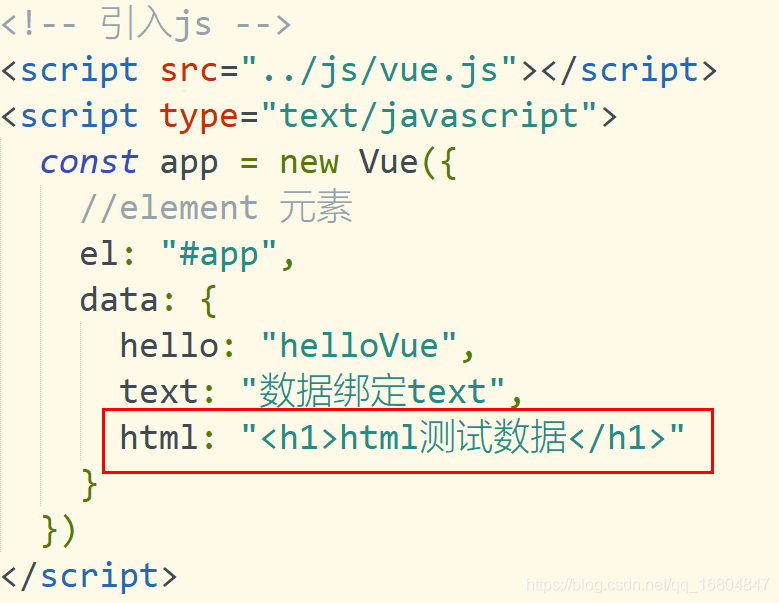 <!-- 引入js -->
<script src="../js/vue.js"></script>
<script type="text/javascript">
const app = new Vue({
//element 元素
el: "#app",
data: {
hello: "helloVue",
text: "数据绑定text",
html: "<h1>html测试数据</h1>"
}
})
</script>
https://blog.csdn.net/qq_16804847